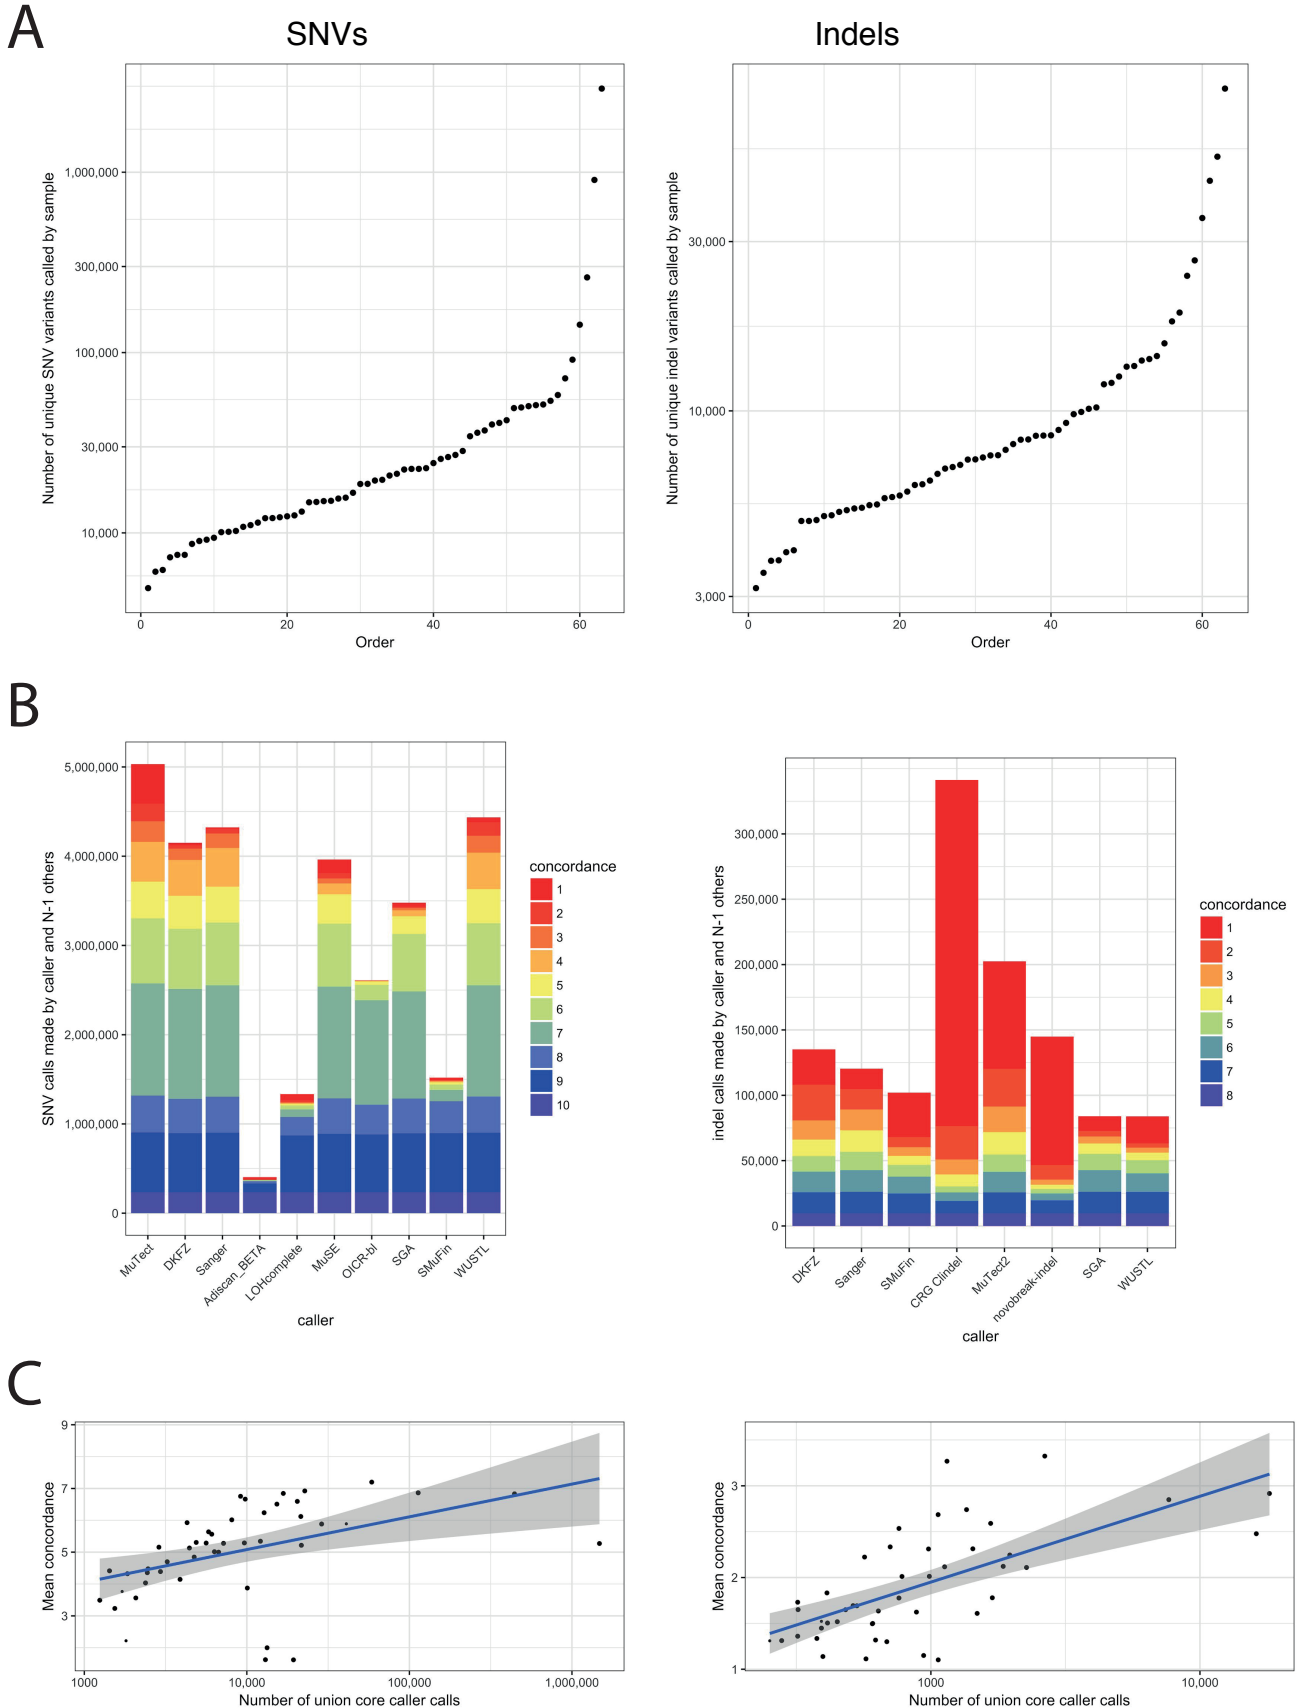 A
SNVs
Indels
Number of unique SNV variants called by sample
1,000,000
300,000
100,000
30,000
10,000
0
20
40
60
Order
Number of unique indel variants called by sample
30,000
10,000
3,000
0
20
40
60
Order
B
SNV calls made by caller and N-1 others
5,000,000
4,000,000
3,000,000
2,000,000
1,000,000
0
MuTect
DKFZ
Sanger
Adiscan_BETA
LOHcomplete
MuSE
OICR-bl
SGA
SMuFin
WUSTL
caller
concordance
1
2
3
4
5
6
7
8
9
10
indel calls made by caller and N-1 others
300,000
250,000
200,000
150,000
100,000
50,000
0
DKFZ
Sanger
SMuFin
CRG Clindel
MuTect2
novobreak-indel
SGA
WUSTL
caller
concordance
1
2
3
4
5
6
7
8
C
Mean concordance
9
7
5
3
1000
10,000
100,000
1,000,000
Number of union core caller calls
Mean concordance
3
2
1
1000
10,000
Number of union core caller calls